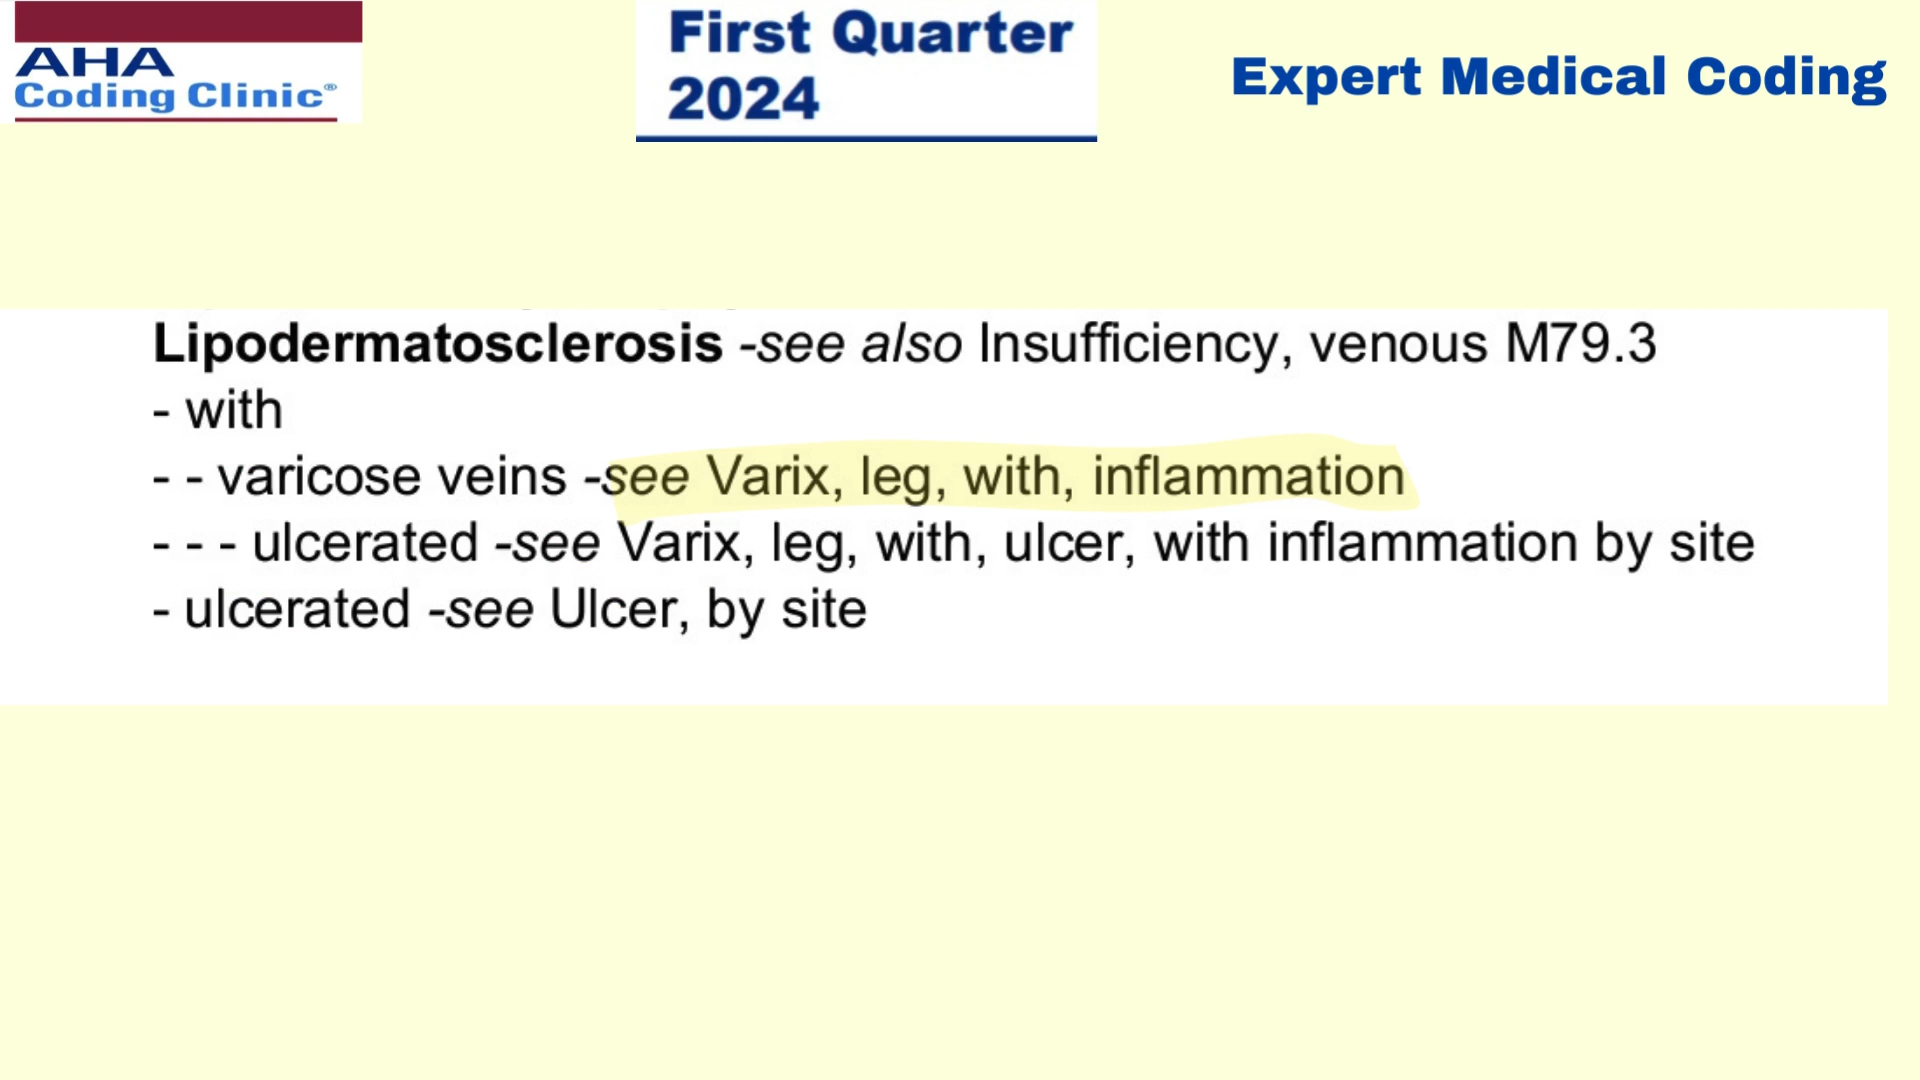 AHA
Coding Clinic®
First Quarter
2024
Expert Medical Coding
Lipodermatosclerosis -see also Insufficiency, venous M79.3
- with
- - varicose veins -see Varix, leg, with, inflammation
- - - ulcerated -see Varix, leg, with, ulcer, with inflammation by site
- ulcerated -see Ulcer, by site